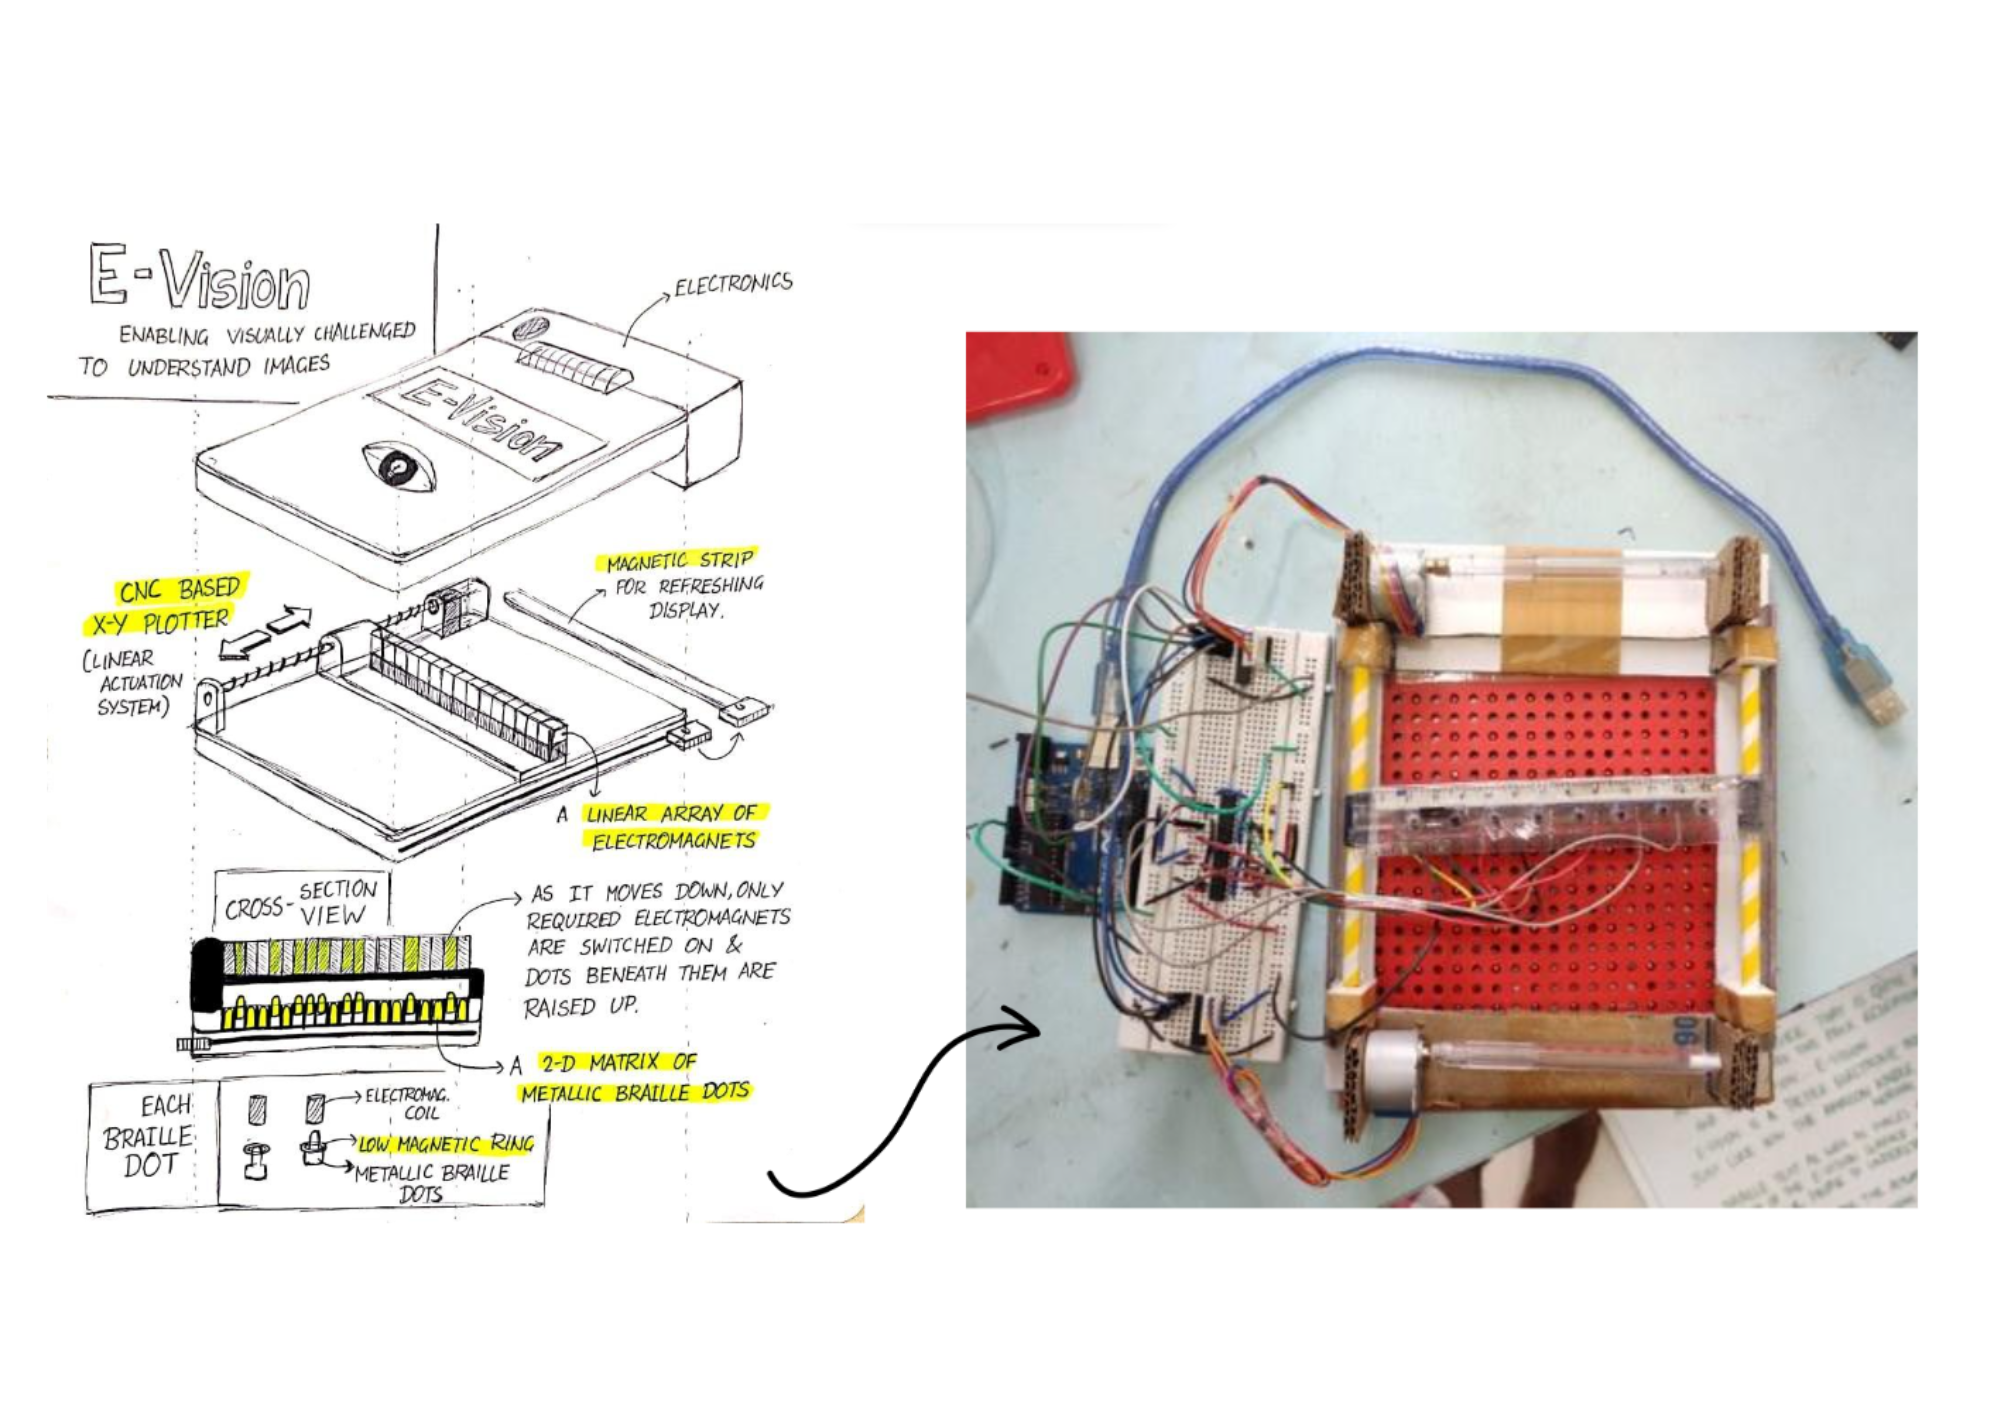 E-Vision
ENABLING VISUALLY CHALLENGED
TO UNDERSTAND IMAGES
ELECTRONICS
E-Vision
MAGNETIC STRIP
FOR REFRESHING
DISPLAY.
CNC BASED
X-Y PLOTTER
(LINEAR
ACTUATION
SYSTEM)
A LINEAR ARRAY OF
ELECTROMAGNETS
CROSS-SECTION
VIEW
AS IT MOVES DOWN, ONLY
REQUIRED ELECTROMAGNETS
ARE SWITCHED ON &
DOTS BENEATH THEM ARE
RAISED UP.
A 2-D MATRIX OF
METALLIC BRAILLE DOTS
EACH
BRAILLE
DOT
ELECTROMAG.
COIL
LOW MAGNETIC RING
METALLIC BRAILLE
DOTS